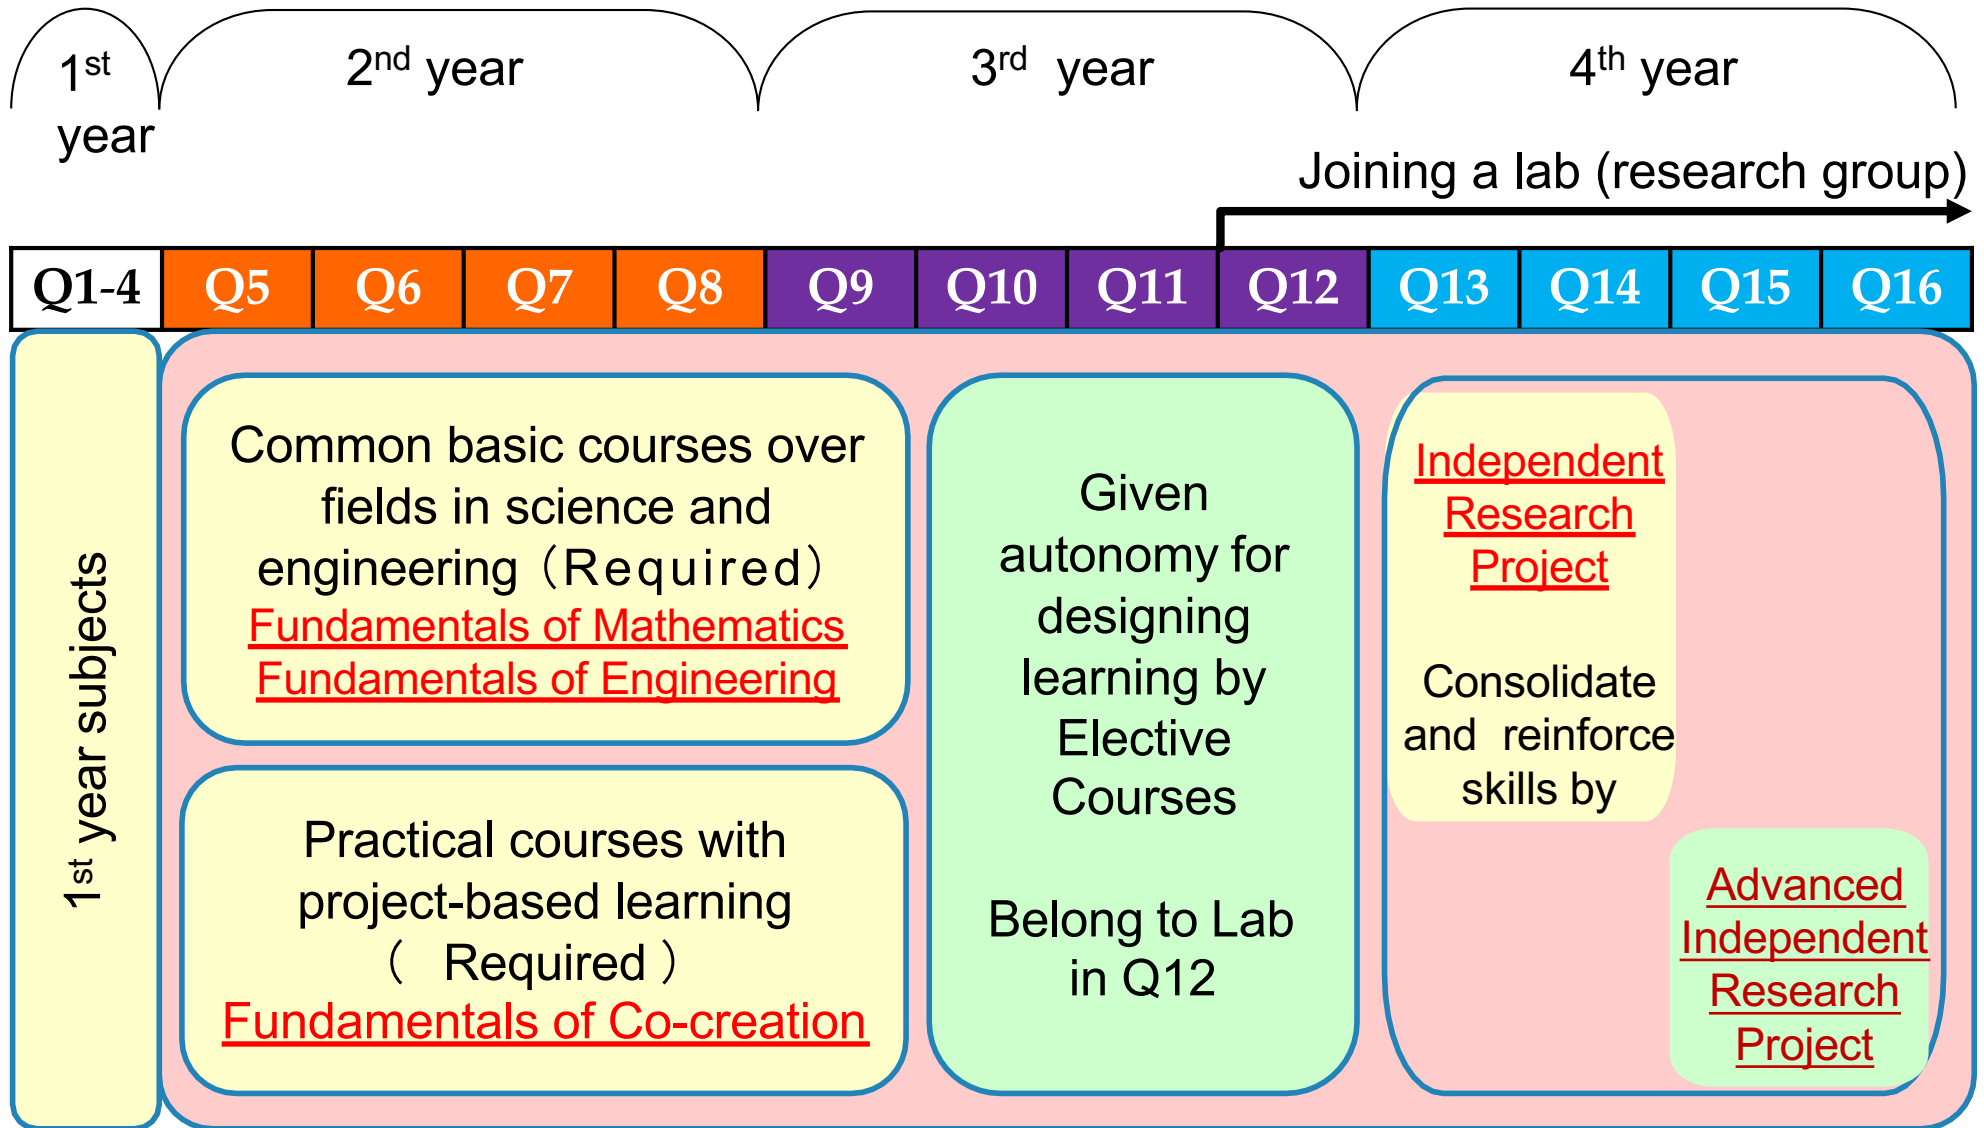 1st year
2nd year
3rd year
4th year
Joining a lab (research group)
Q1-4 Q5 Q6 Q7 Q8 Q9 Q10 Q11 Q12 Q13 Q14 Q15 Q16
1st year subjects
Common basic courses over
fields in science and
engineering（Required）
Fundamentals of Mathematics
Fundamentals of Engineering
Practical courses with
project-based learning
（ Required ）
Fundamentals of Co-creation
Given
autonomy for
designing
learning by
Elective
Courses
Belong to Lab
in Q12
Independent
Research
Project
Consolidate
and reinforce
skills by
Advanced
Independent
Research
Project